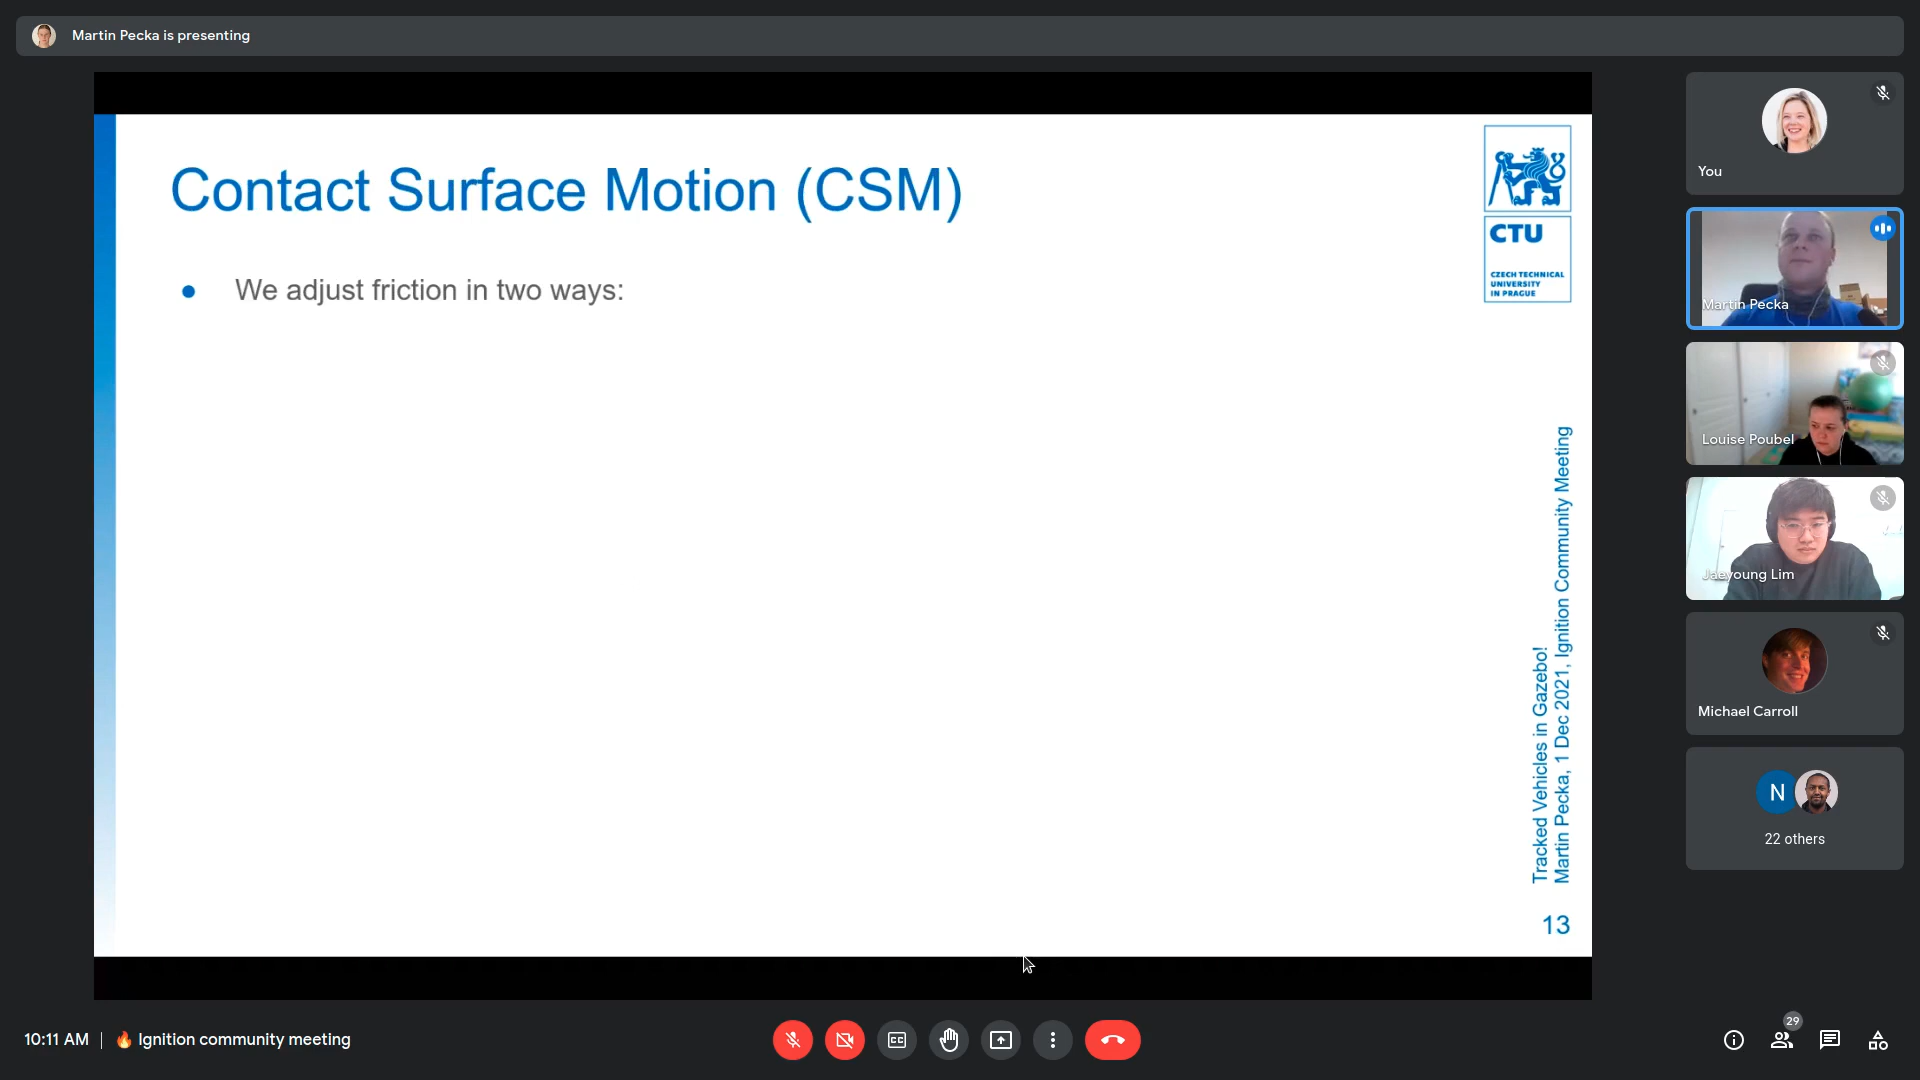 Martin Pecka is presenting
Contact Surface Motion (CSM)
We adjust friction in two ways:
CTU
CZECH TECHNICAL
UNIVERSITY
IN PRAGUE
Tracked Vehicles in Gazebo!
Martin Pecka, 1 Dec 2021, Ignition Community Meeting
13
You
Martin Pecka
Louise Poubel
Jaeyoung Lim
Michael Carroll
N
22 others
10:11 AM | 🔥 Ignition community meeting
CC
29